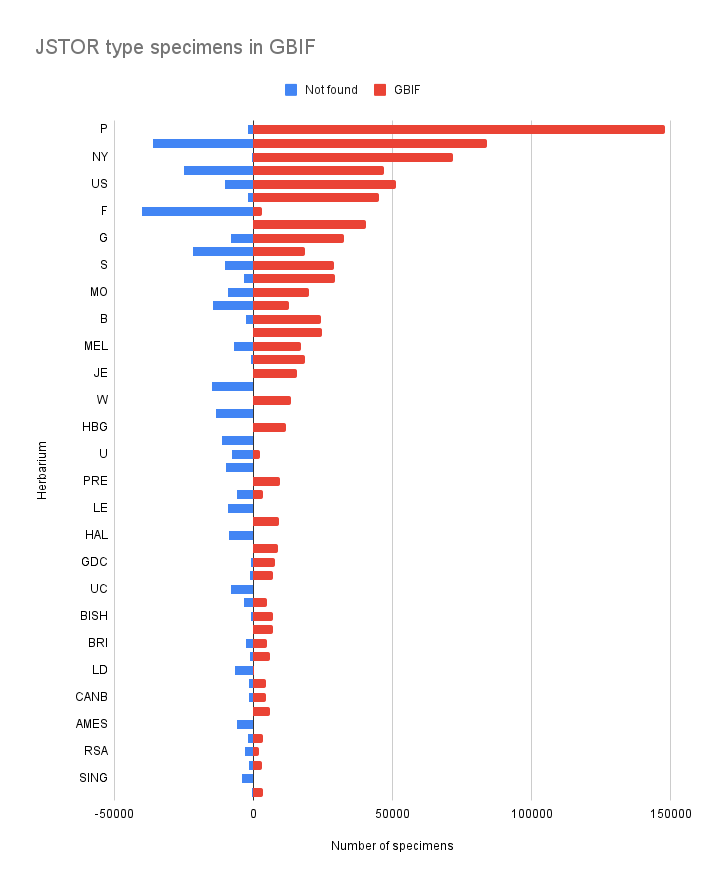 JSTOR type specimens in GBIF
Not found
GBIF
P
NY
US
F
G
S
MO
B
MEL
JE
W
HBG
U
PRE
LE
HAL
GDC
UC
BISH
BRI
LD
CANB
AMES
RSA
SING
Herbarium
-50000
0
50000
100000
150000
Number of specimens